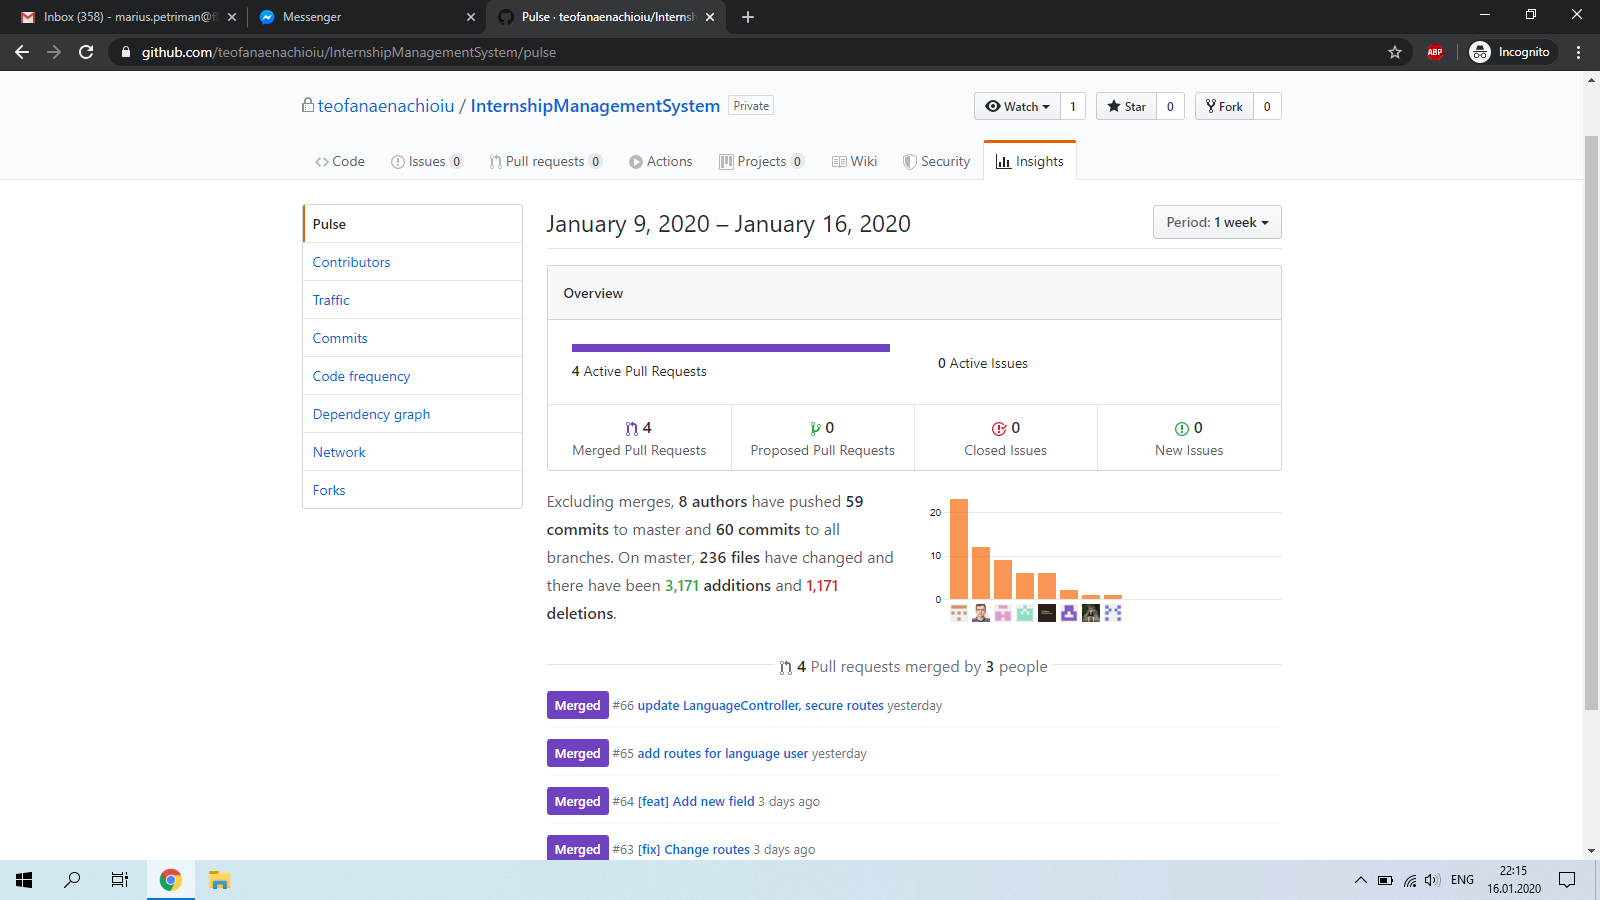 Inbox (358) - marius.petriman@fi
Messenger
Pulse · teofanaenachioiu/Internsh
github.com/teofanaenachioiu/InternshipManagementSystem/pulse
ABP
Incognito
teofanaenachioiu / InternshipManagementSystem Private
Watch 1 Star 0 Fork 0
Code Issues 0 Pull requests 0 Actions Projects 0 Wiki Security Insights
Pulse
Contributors
Traffic
Commits
Code frequency
Dependency graph
Network
Forks
January 9, 2020 – January 16, 2020
Period: 1 week
Overview
4 Active Pull Requests
0 Active Issues
4
Merged Pull Requests
0
Proposed Pull Requests
0
Closed Issues
0
New Issues
Excluding merges, 8 authors have pushed 59
commits to master and 60 commits to all
branches. On master, 236 files have changed and
there have been 3,171 additions and 1,171
deletions.
20
10
0
4 Pull requests merged by 3 people
Merged #66 update LanguageController, secure routes yesterday
Merged #65 add routes for language user yesterday
Merged #64 [feat] Add new field 3 days ago
Merged #63 [fix] Change routes 3 days ago
ENG
22:15
16.01.2020